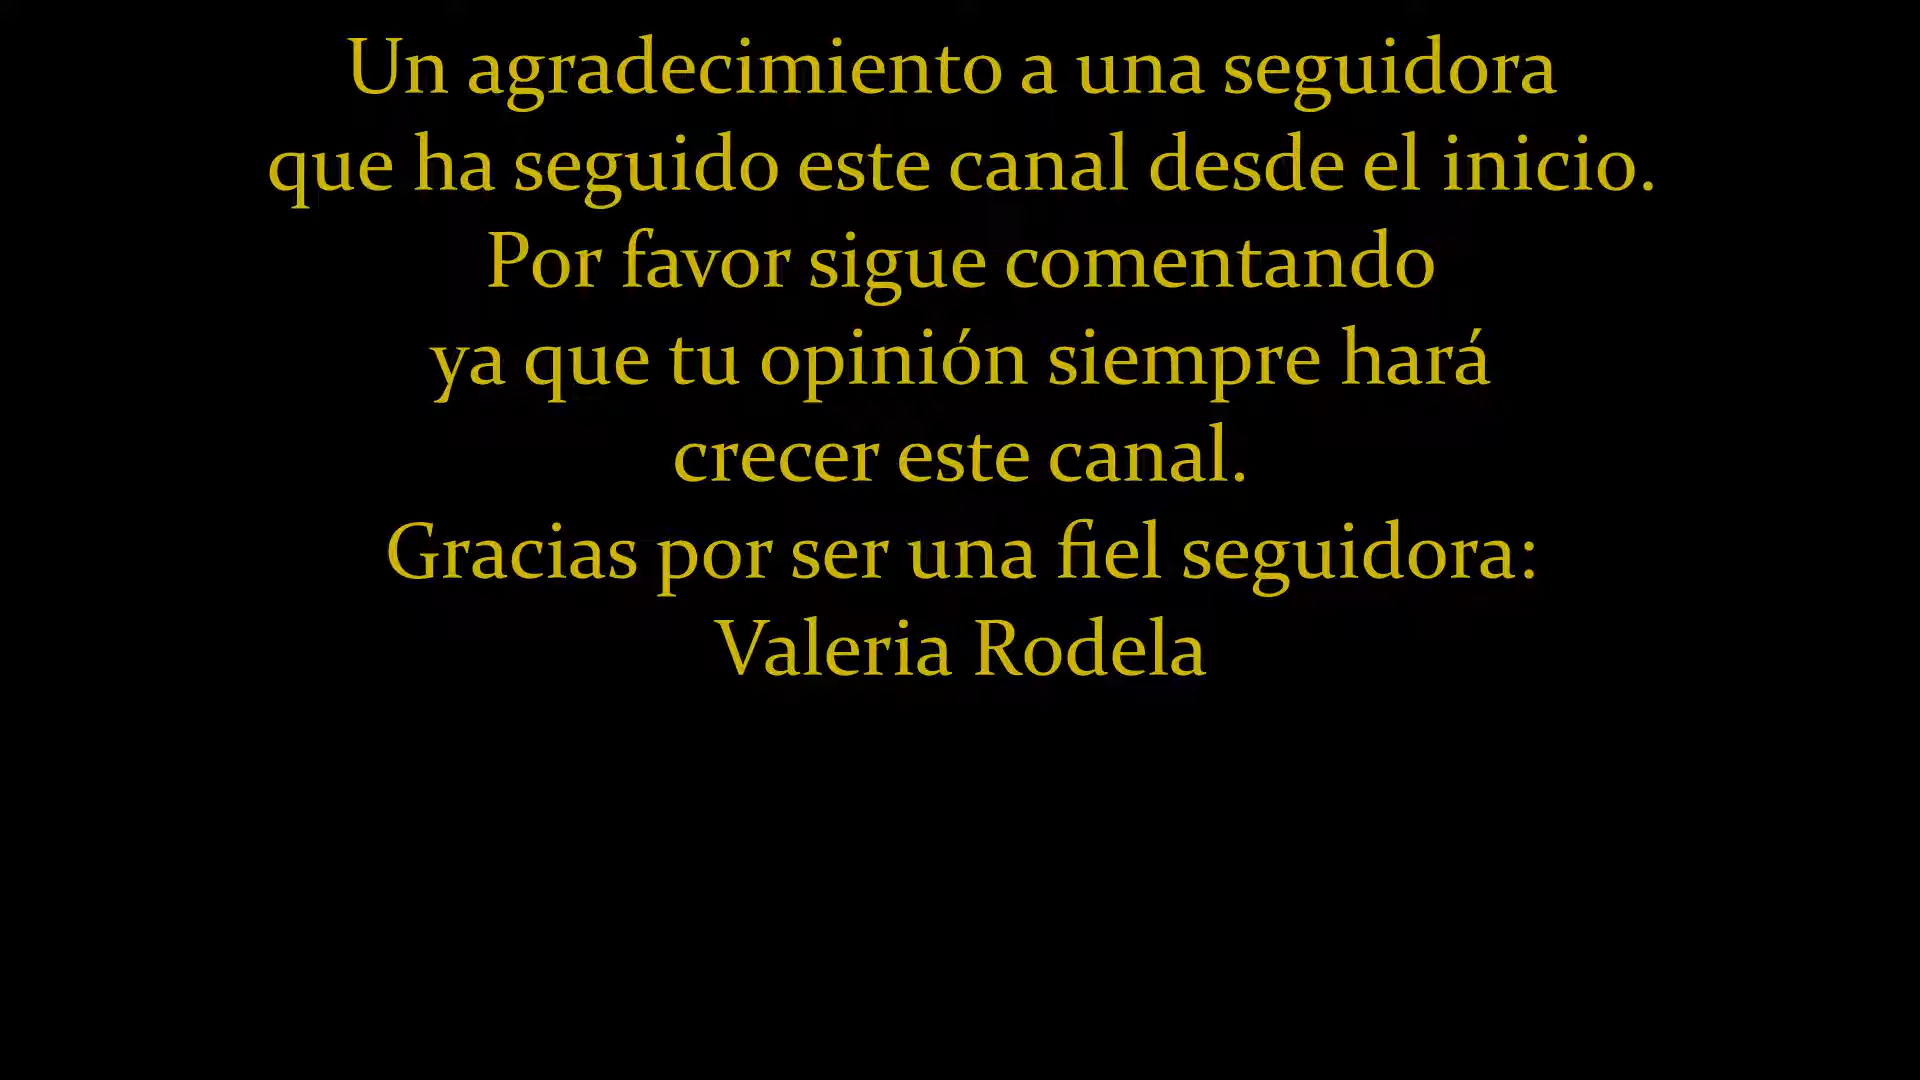 Un agradecimiento a una seguidora
que ha seguido este canal desde el inicio.
Por favor sigue comentando
ya que tu opinión siempre hará
crecer este canal.
Gracias por ser una fiel seguidora:
Valeria Rodela